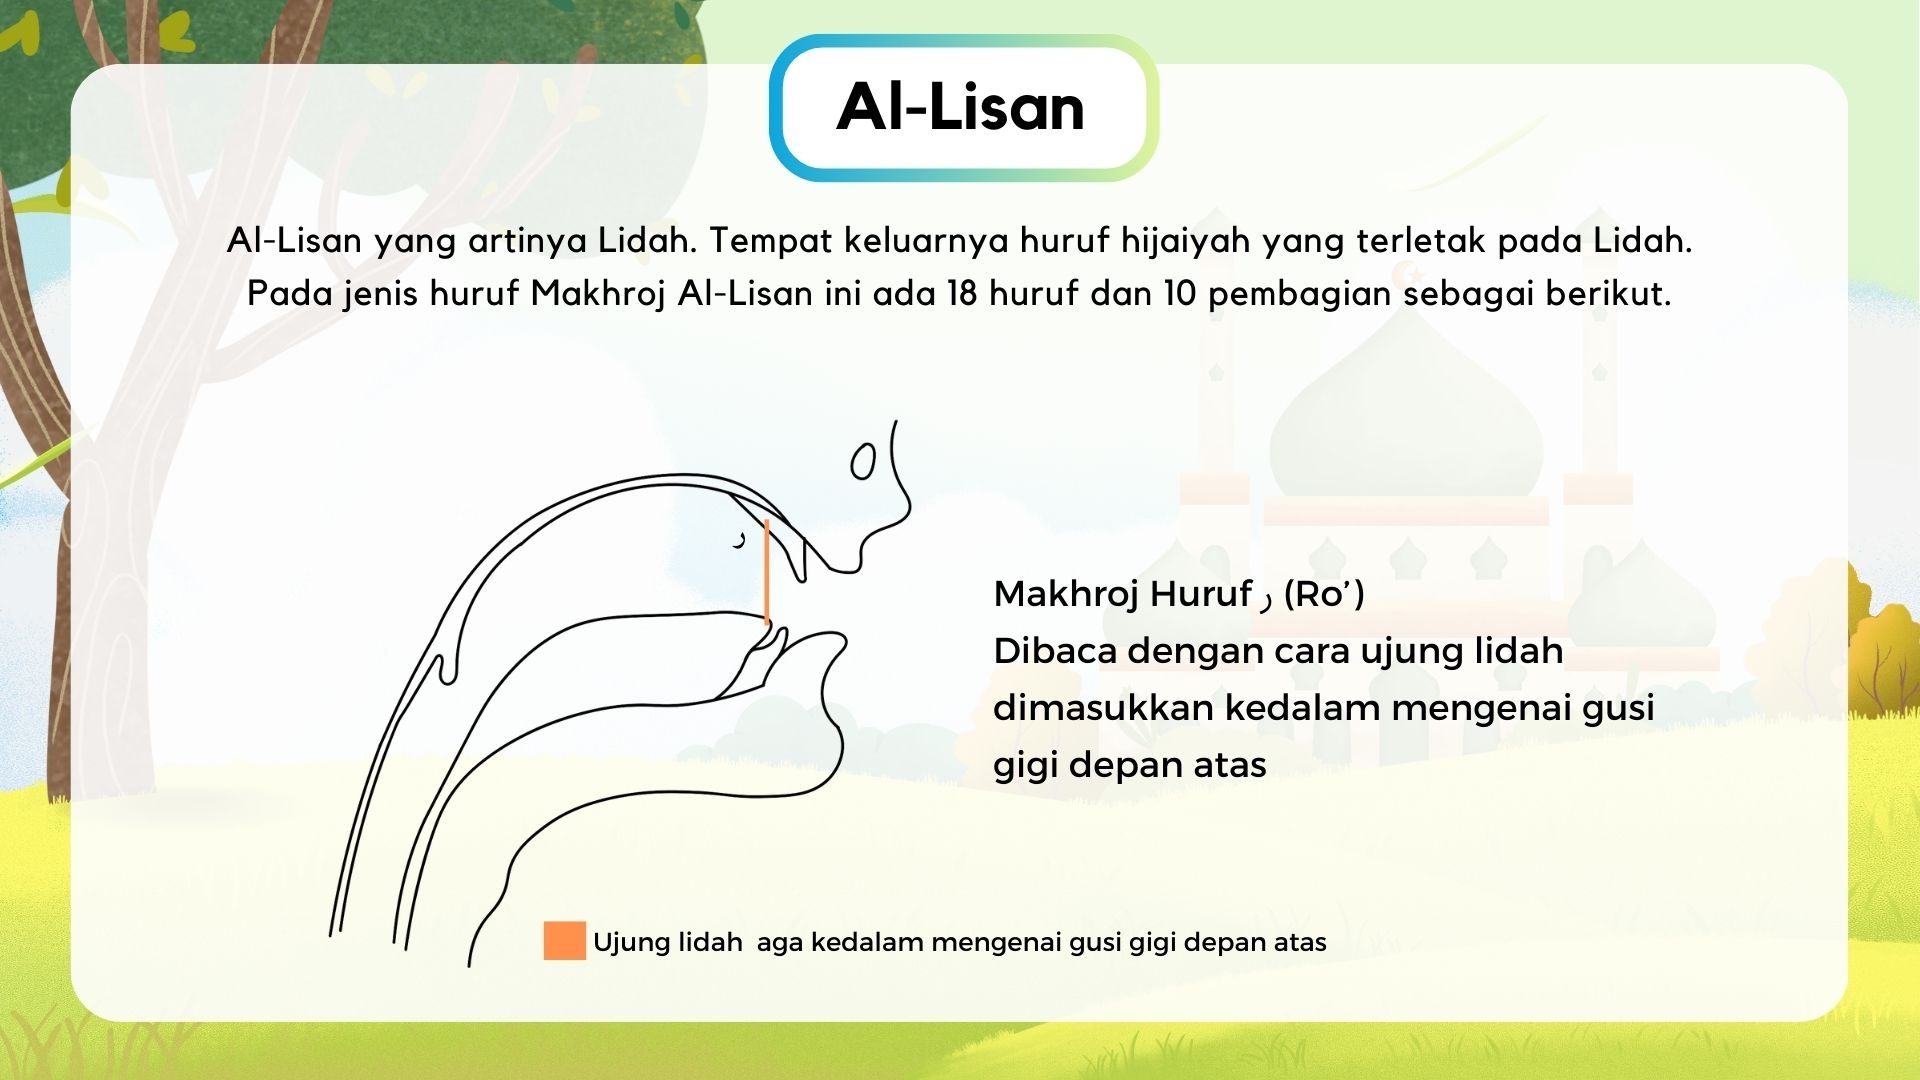 Al-Lisan
Al-Lisan yang artinya Lidah. Tempat keluarnya huruf hijaiyah yang terletak pada Lidah.
Pada jenis huruf Makhroj Al-Lisan ini ada 18 huruf dan 10 pembagian sebagai berikut.
ر
Makhroj Huruf ر (Ro’)
Dibaca dengan cara ujung lidah
dimasukkan kedalam mengenai gusi
gigi depan atas
Ujung lidah  aga kedalam mengenai gusi gigi depan atas